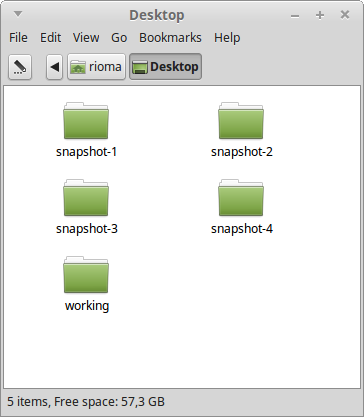 Desktop
File Edit View Go Bookmarks Help
rioma Desktop
snapshot-1 snapshot-2
snapshot-3 snapshot-4
working
5 items, Free space: 57,3 GB